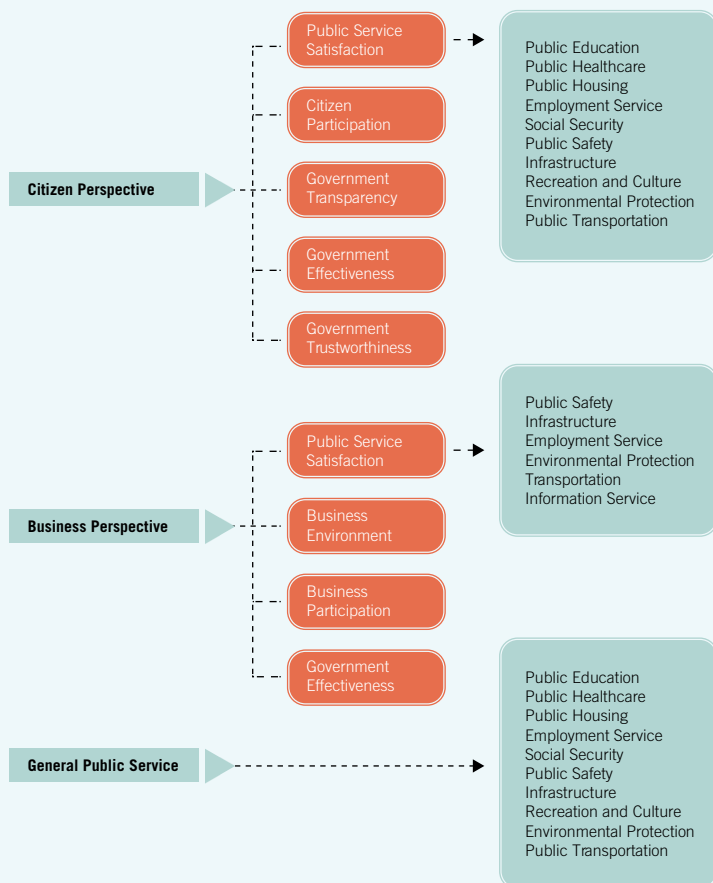 Citizen Perspective
Public Service
Satisfaction
Citizen
Participation
Government
Transparency
Government
Effectiveness
Government
Trustworthiness
Public Education
Public Healthcare
Public Housing
Employment Service
Social Security
Public Safety
Infrastructure
Recreation and Culture
Environmental Protection
Public Transportation
Business Perspective
Public Service
Satisfaction
Business
Environment
Business
Participation
Government
Effectiveness
Public Safety
Infrastructure
Employment Service
Environmental Protection
Transportation
Information Service
General Public Service
Public Education
Public Healthcare
Public Housing
Employment Service
Social Security
Public Safety
Infrastructure
Recreation and Culture
Environmental Protection
Public Transportation